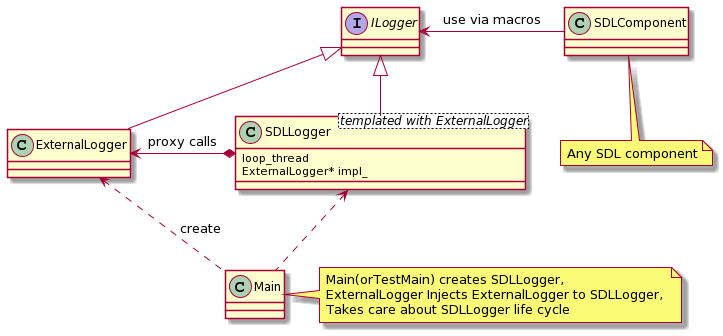 I ILogger
use via macros
C SDLComponent
templated with ExternalLogger
C SDLLogger
C ExternalLogger
proxy calls
loop_thread
ExternalLogger* impl_
Any SDL component
create
C Main
Main(orTestMain) creates SDLLogger,
ExternalLogger Injects ExternalLogger to SDLLogger,
Takes care about SDLLogger life cycle